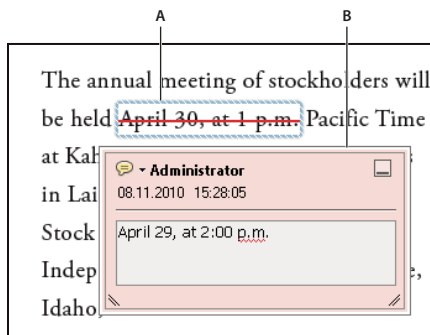 A B
The annual meeting of stockholders will
be held April 30, at 1 p.m. Pacific Time
at Kah s
Administrator
08.11.2010 15:28:05
in Lai
April 29, at 2:00 p.m.
Stock
Indep e,
Idaho,